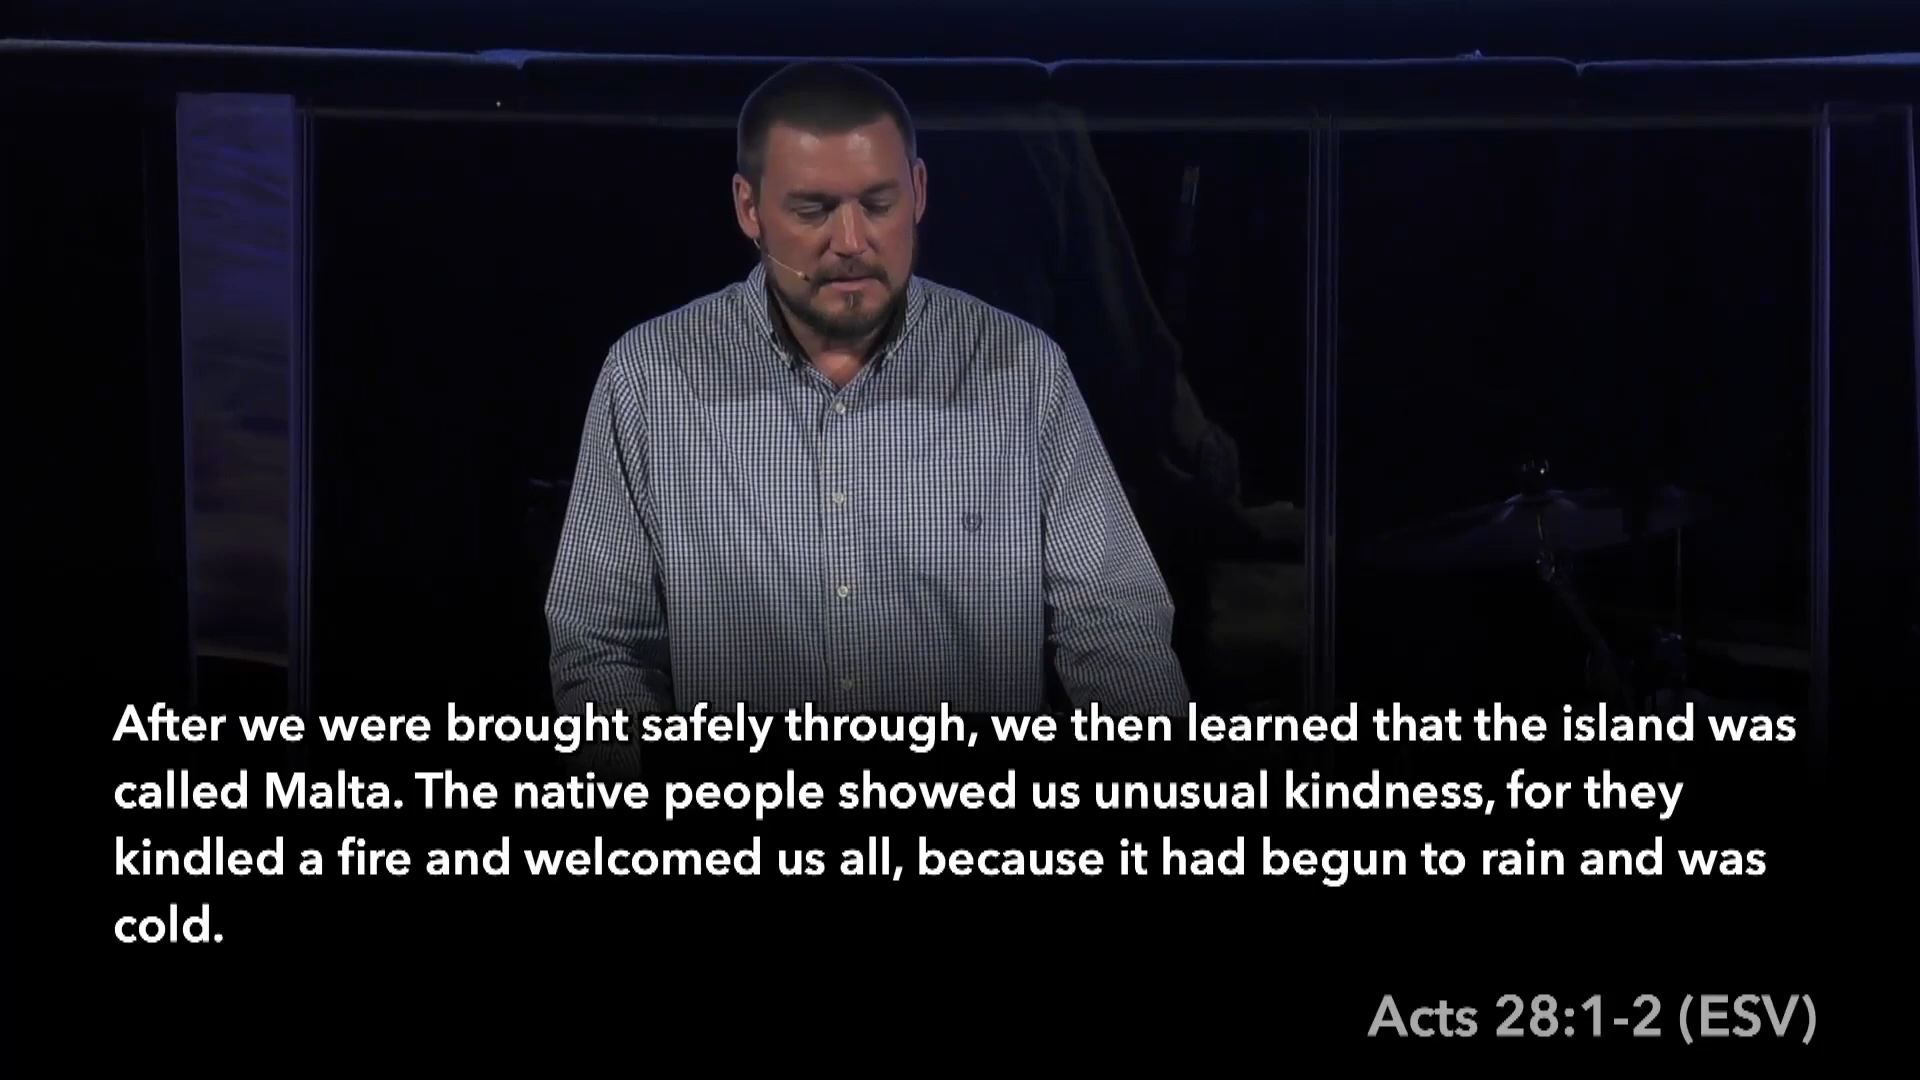 After we were brought safely through, we then learned that the island was
called Malta. The native people showed us unusual kindness, for they
kindled a fire and welcomed us all, because it had begun to rain and was
cold.
Acts 28:1-2 (ESV)